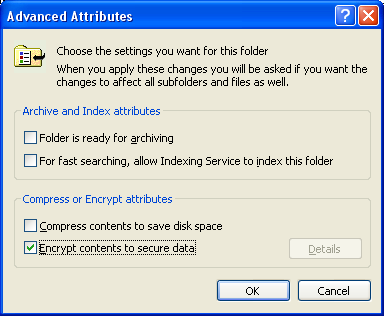 Advanced Attributes
Choose the settings you want for this folder
When you apply these changes you will be asked if you want the
changes to affect all subfolders and files as well.
Archive and Index attributes
Folder is ready for archiving
For fast searching, allow Indexing Service to index this folder
Compress or Encrypt attributes
Compress contents to save disk space
Encrypt contents to secure data
Details
OK
Cancel